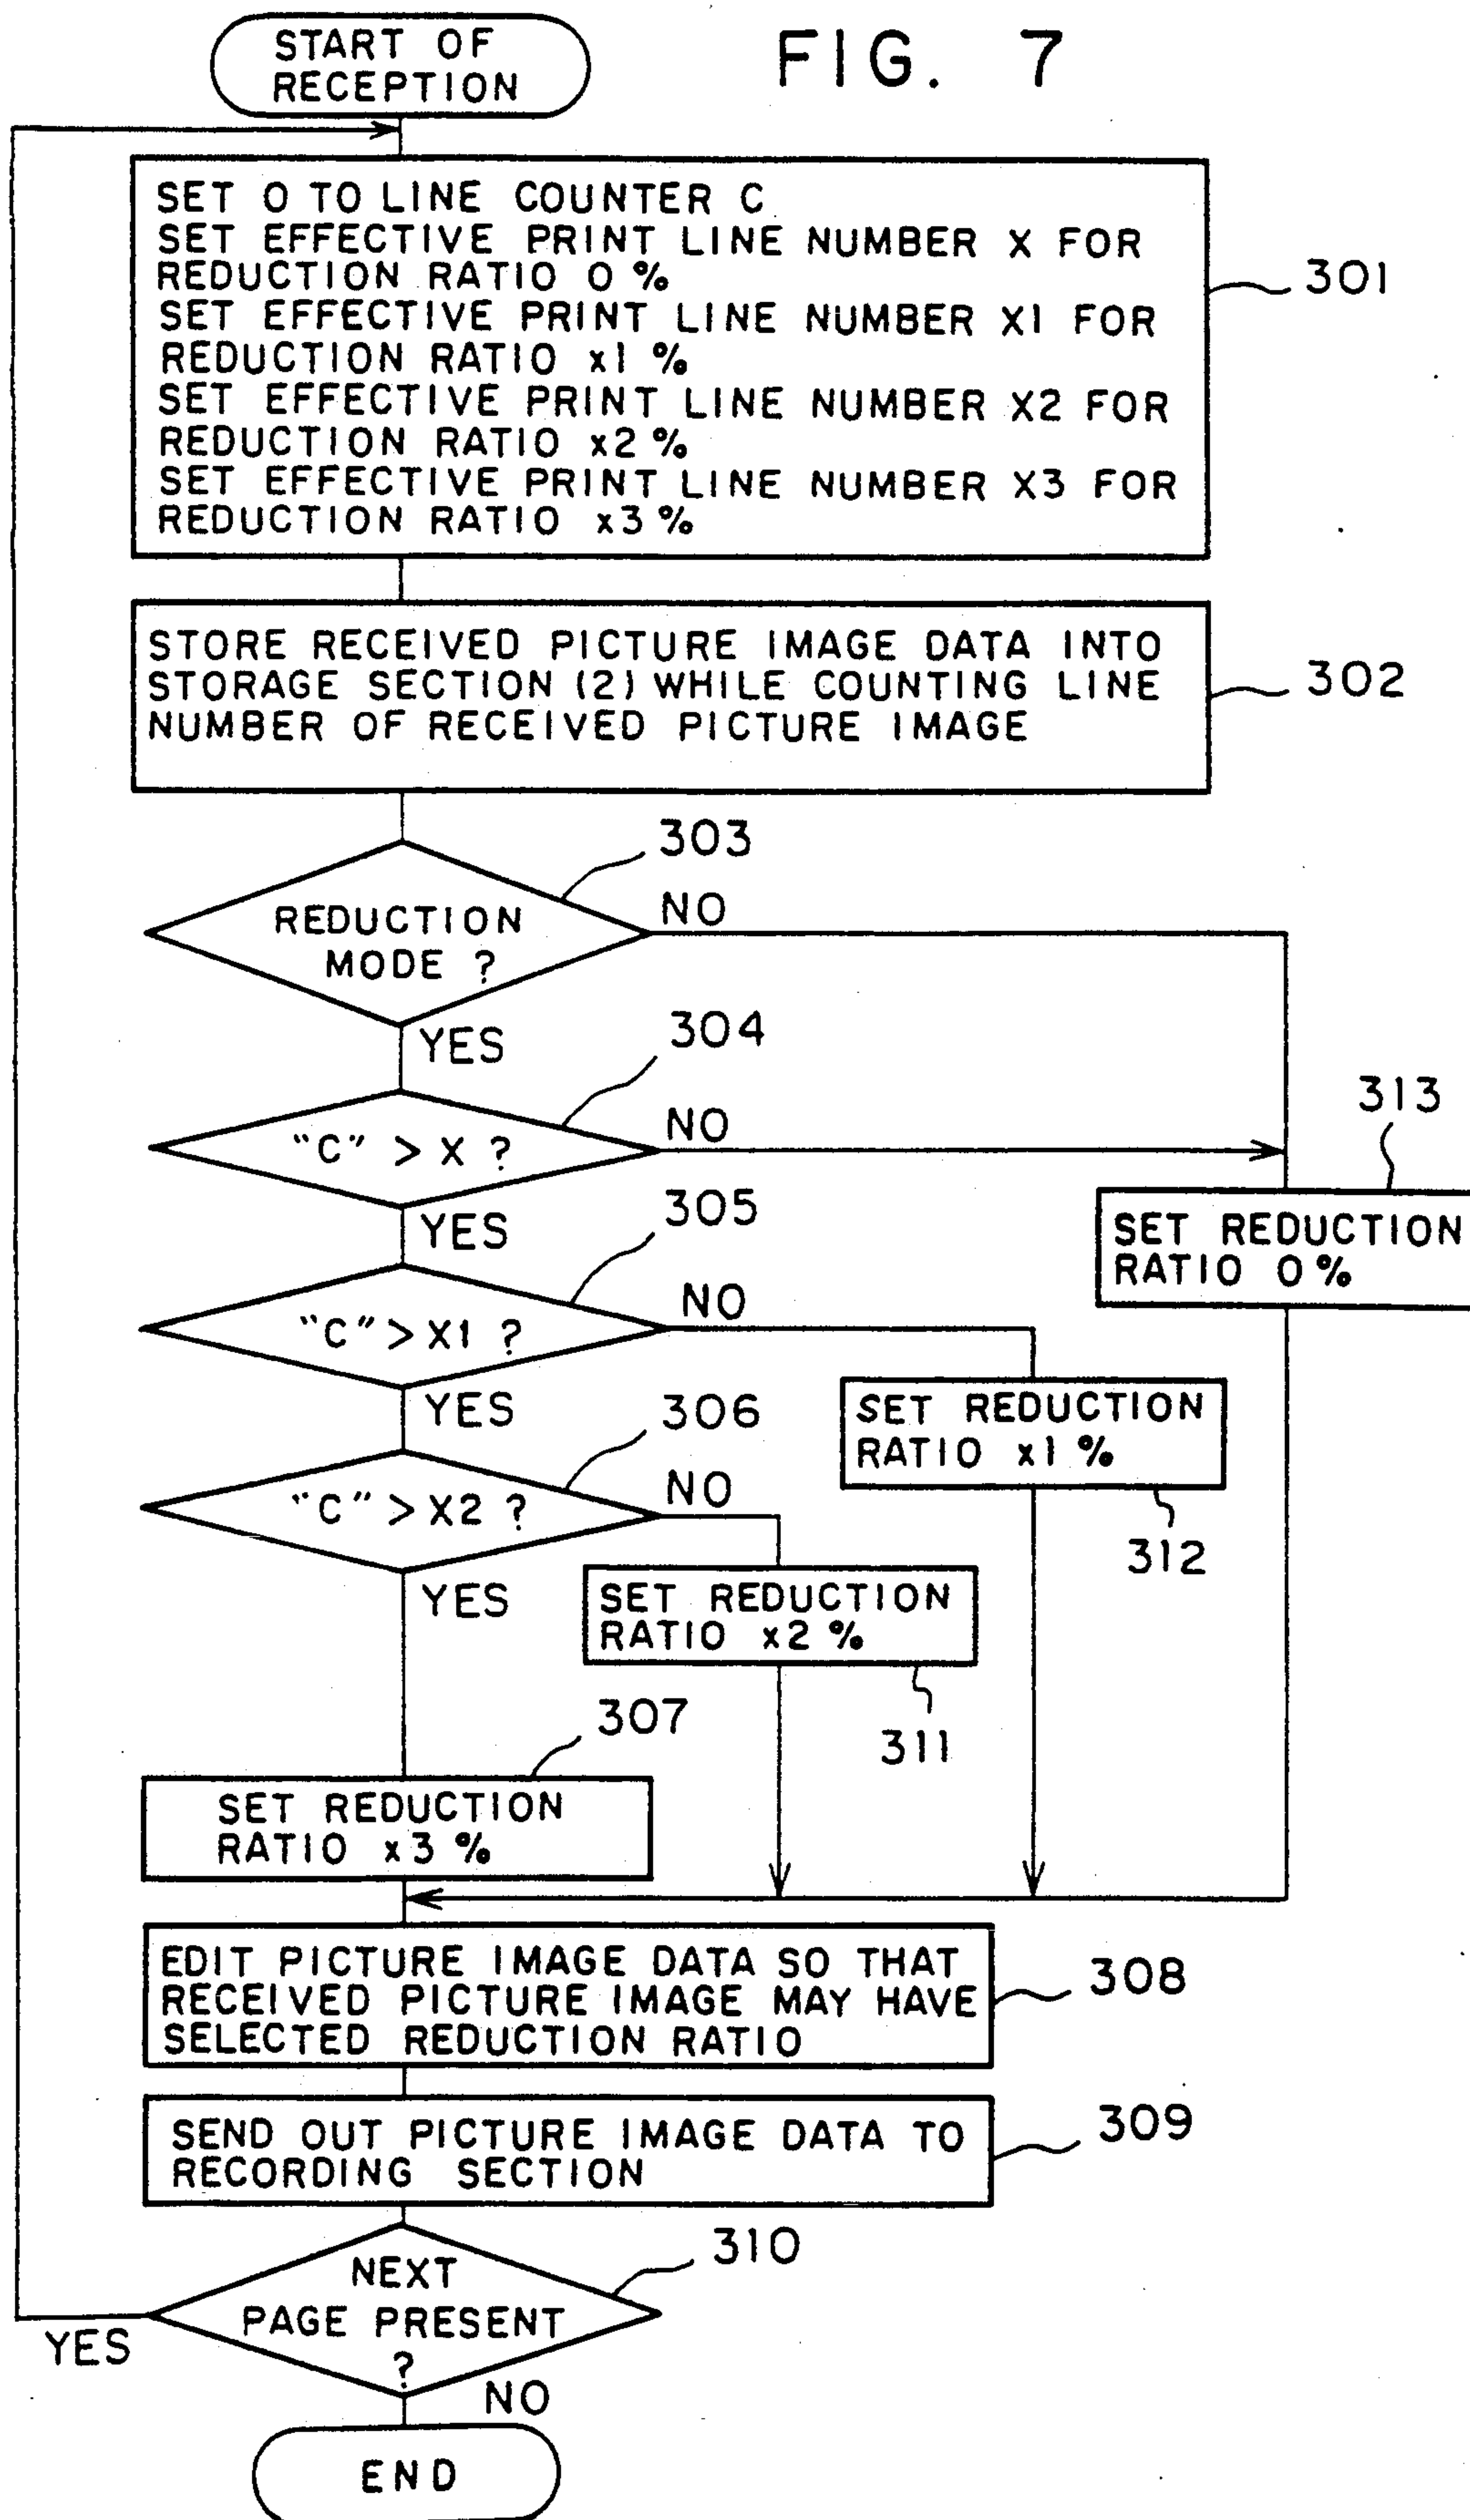 START OF
RECEPTION
FIG. 7
SET 0 TO LINE COUNTER C
SET EFFECTIVE PRINT LINE NUMBER X FOR
REDUCTION RATIO 0 %
SET EFFECTIVE PRINT LINE NUMBER X1 FOR
REDUCTION RATIO x1 %
SET EFFECTIVE PRINT LINE NUMBER X2 FOR
REDUCTION RATIO x2 %
SET EFFECTIVE PRINT LINE NUMBER X3 FOR
REDUCTION RATIO x3 %
301
STORE RECEIVED PICTURE IMAGE DATA INTO
STORAGE SECTION (2) WHILE COUNTING LINE
NUMBER OF RECEIVED PICTURE IMAGE
302
303
REDUCTION
MODE ?
NO
YES
304
"C" > X ?
NO
YES
313
SET REDUCTION
RATIO 0 %
305
"C" > X1 ?
NO
YES
SET REDUCTION
RATIO x1 %
312
306
"C" > X2 ?
NO
YES
SET REDUCTION
RATIO x2 %
311
307
SET REDUCTION
RATIO x3 %
EDIT PICTURE IMAGE DATA SO THAT
RECEIVED PICTURE IMAGE MAY HAVE
SELECTED REDUCTION RATIO
308
SEND OUT PICTURE IMAGE DATA TO
RECORDING SECTION
309
310
NEXT
PAGE PRESENT
?
YES
NO
END